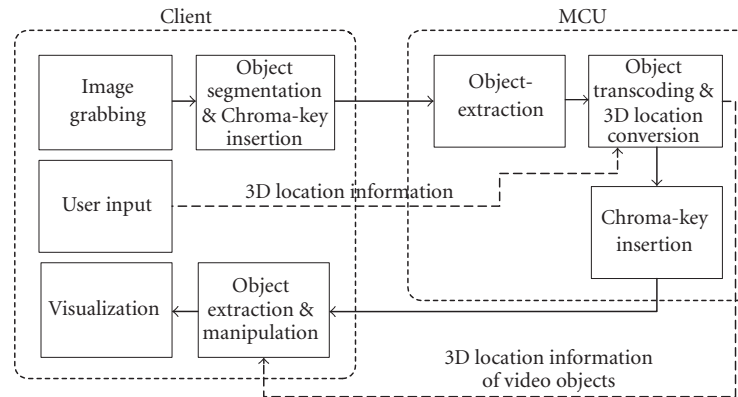 Client
MCU
Image
grabbing
Object
segmentation
& Chroma-key
insertion
Object-
extraction
Object
transcoding &
3D location
conversion
User input
3D location information
Chroma-key
insertion
Visualization
Object
extraction &
manipulation
3D location information
of video objects